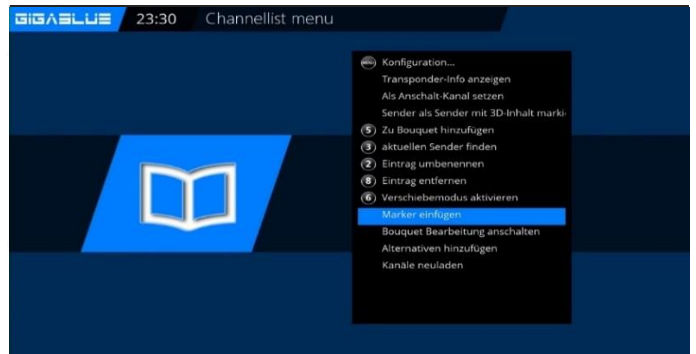 GIGABLUE 23:30 Channellist menu
MENU Konfiguration...
Transponder-Info anzeigen
Als Anschalt-Kanal setzen
Sender als Sender mit 3D-Inhalt marki
5 Zu Bouquet hinzufügen
3 aktuellen Sender finden
2 Eintrag umbenennen
8 Eintrag entfernen
6 Verschiebemodus aktivieren
Marker einfügen
Bouquet Bearbeitung anschalten
Alternativen hinzufügen
Kanäle neuladen